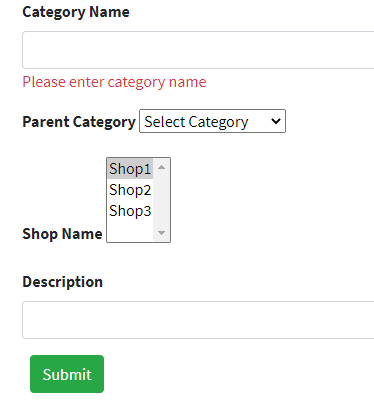 Category Name
Please enter category name
Parent Category Select Category
Shop1
Shop2
Shop3
Shop Name
Description
Submit